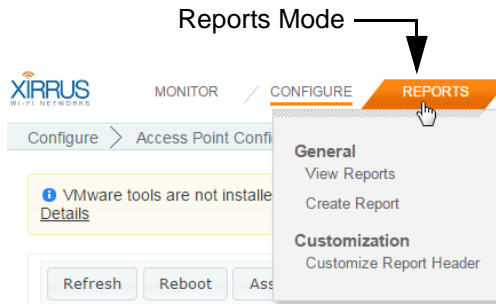 Reports Mode
XIRRUS
WI-FI NETWORKS
MONITOR
CONFIGURE
REPORTS
Configure
Access Point Confi
General
View Reports
Create Report
Customization
Customize Report Header
VMware tools are not installe
Details
Refresh
Reboot
Ass